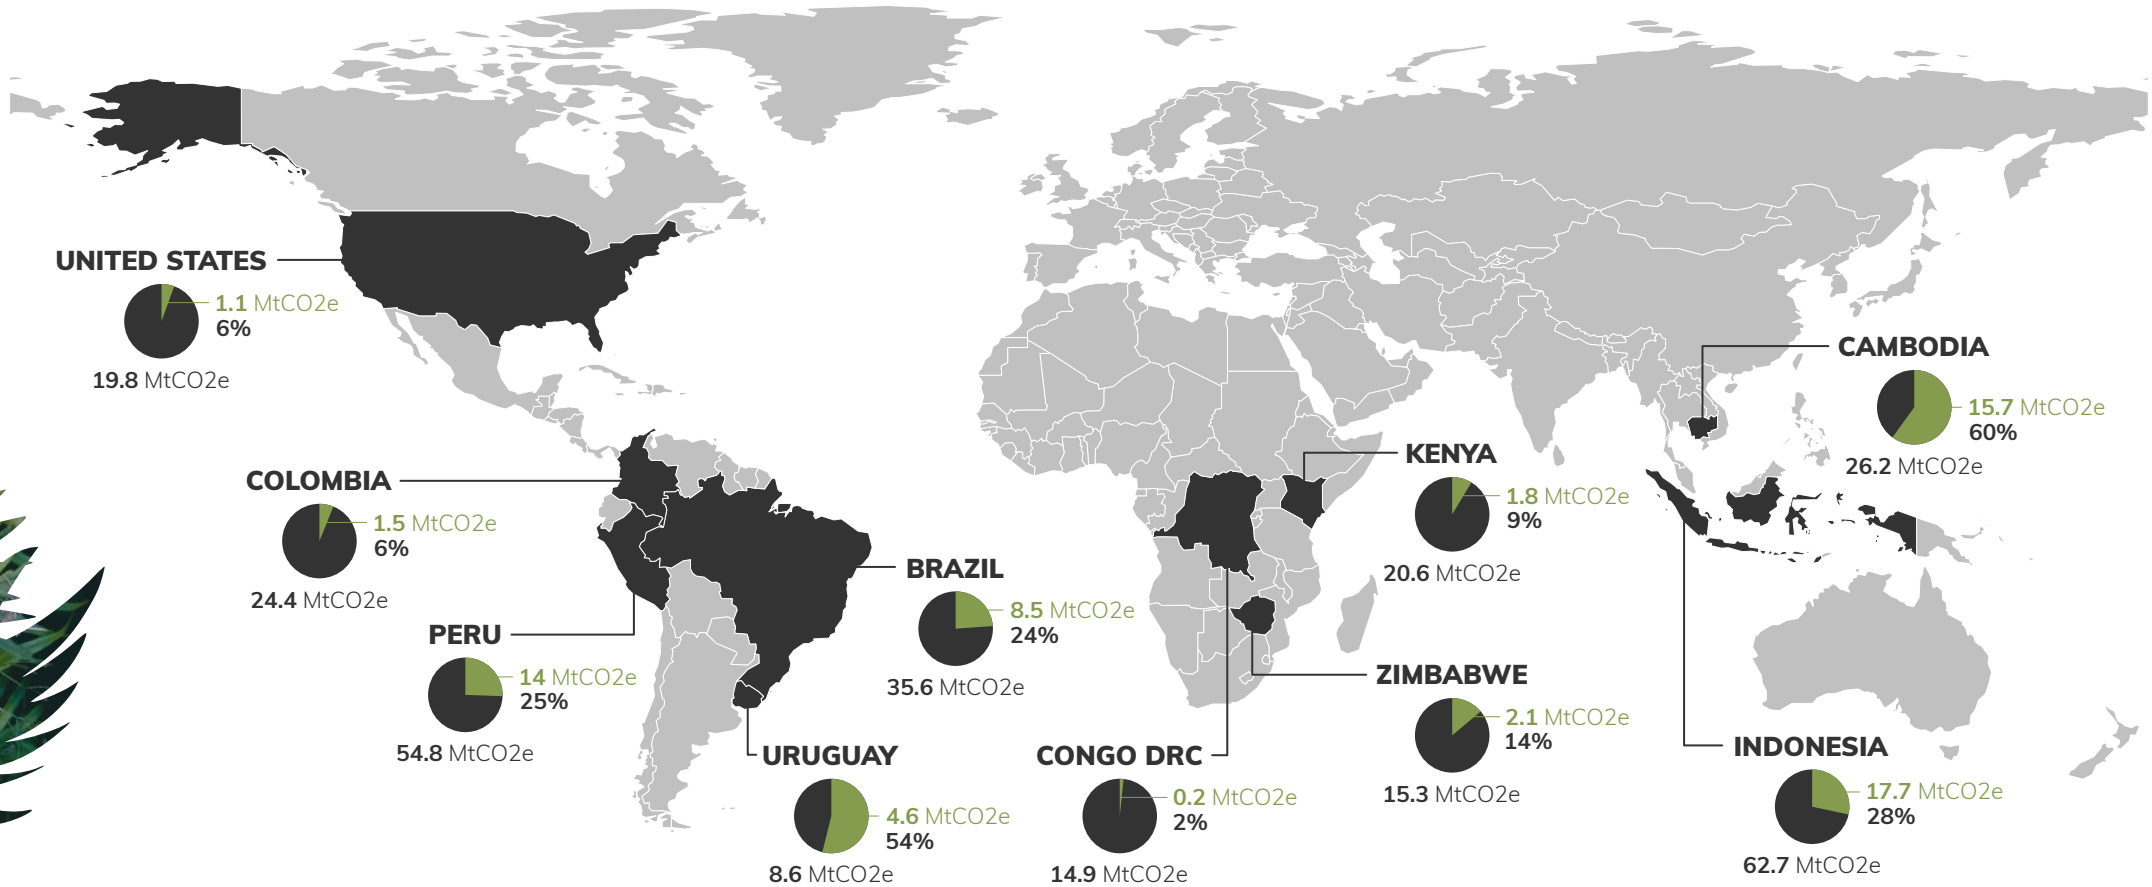 UNITED STATES
1.1 MtCO2e
6%
19.8 MtCO2e
COLOMBIA
1.5 MtCO2e
6%
24.4 MtCO2e
PERU
14 MtCO2e
25%
54.8 MtCO2e
BRAZIL
8.5 MtCO2e
24%
35.6 MtCO2e
URUGUAY
4.6 MtCO2e
54%
8.6 MtCO2e
CONGO DRC
0.2 MtCO2e
2%
14.9 MtCO2e
KENYA
1.8 MtCO2e
9%
20.6 MtCO2e
ZIMBABWE
2.1 MtCO2e
14%
15.3 MtCO2e
CAMBODIA
15.7 MtCO2e
60%
26.2 MtCO2e
INDONESIA
17.7 MtCO2e
28%
62.7 MtCO2e